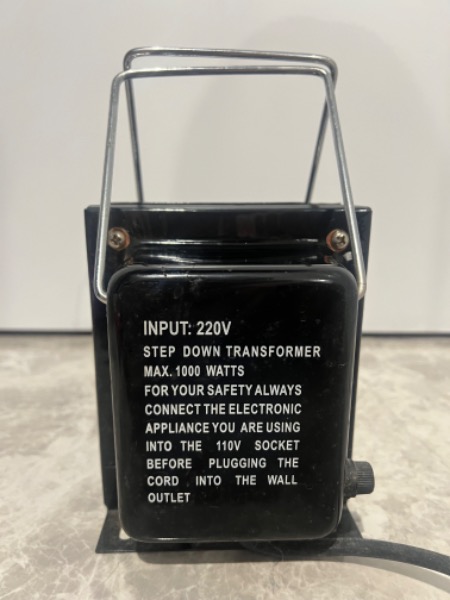 INPUT: 220V
STEP DOWN TRANSFORMER
MAX. 1000 WATTS
FOR YOUR SAFETY ALWAYS
CONNECT THE ELECTRONIC
APPLIANCE YOU ARE USING
INTO THE 110V SOCKET
BEFORE PLUGGING THE
CORD INTO THE WALL
OUTLET